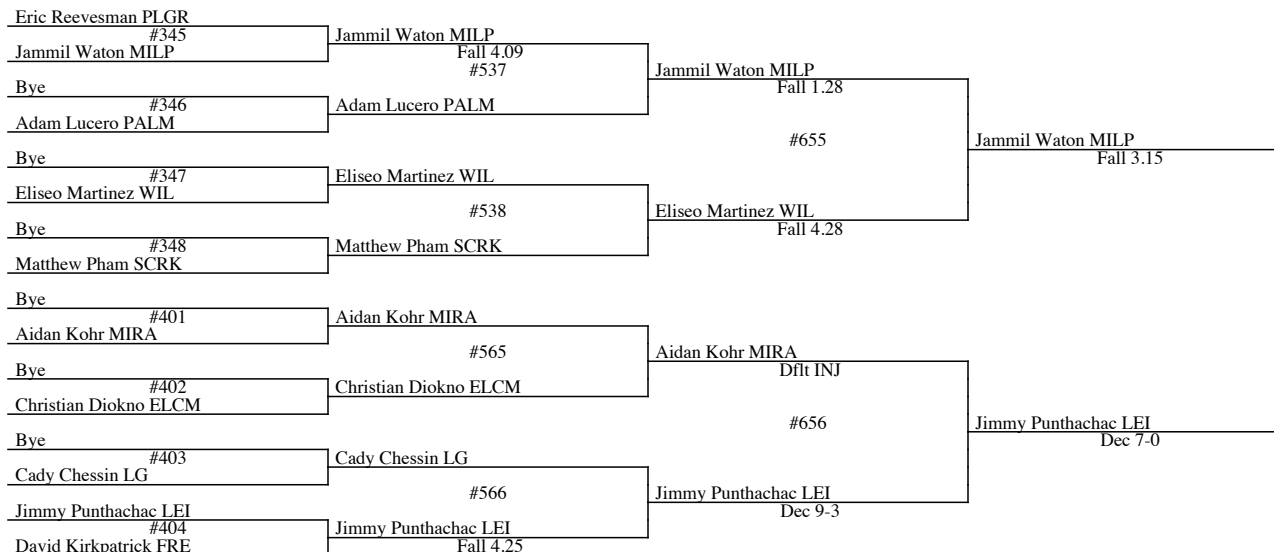 Eric Reevesman PLGR
#345
Jammil Waton MILP
Bye
#346
Adam Lucero PALM
Bye
#347
Eliseo Martinez WIL
Bye
#348
Matthew Pham SCRK
Bye
#401
Aidan Kohr MIRA
Bye
#402
Christian Diokno ELCM
Bye
#403
Cady Chessin LG
Jimmy Punthachac LEI
#404
David Kirkpatrick FRE
Jammil Waton MILP
Fall 4.09
#537
Adam Lucero PALM
Eliseo Martinez WIL
#538
Matthew Pham SCRK
Aidan Kohr MIRA
#565
Christian Diokno ELCM
Cady Chessin LG
#566
Jimmy Punthachac LEI
Fall 4.25
Jammil Waton MILP
Fall 1.28
#655
Eliseo Martinez WIL
Fall 4.28
Aidan Kohr MIRA
Dflt INJ
#656
Jimmy Punthachac LEI
Dec 9-3
Jammil Waton MILP
Fall 3.15
Jimmy Punthachac LEI
Dec 7-0